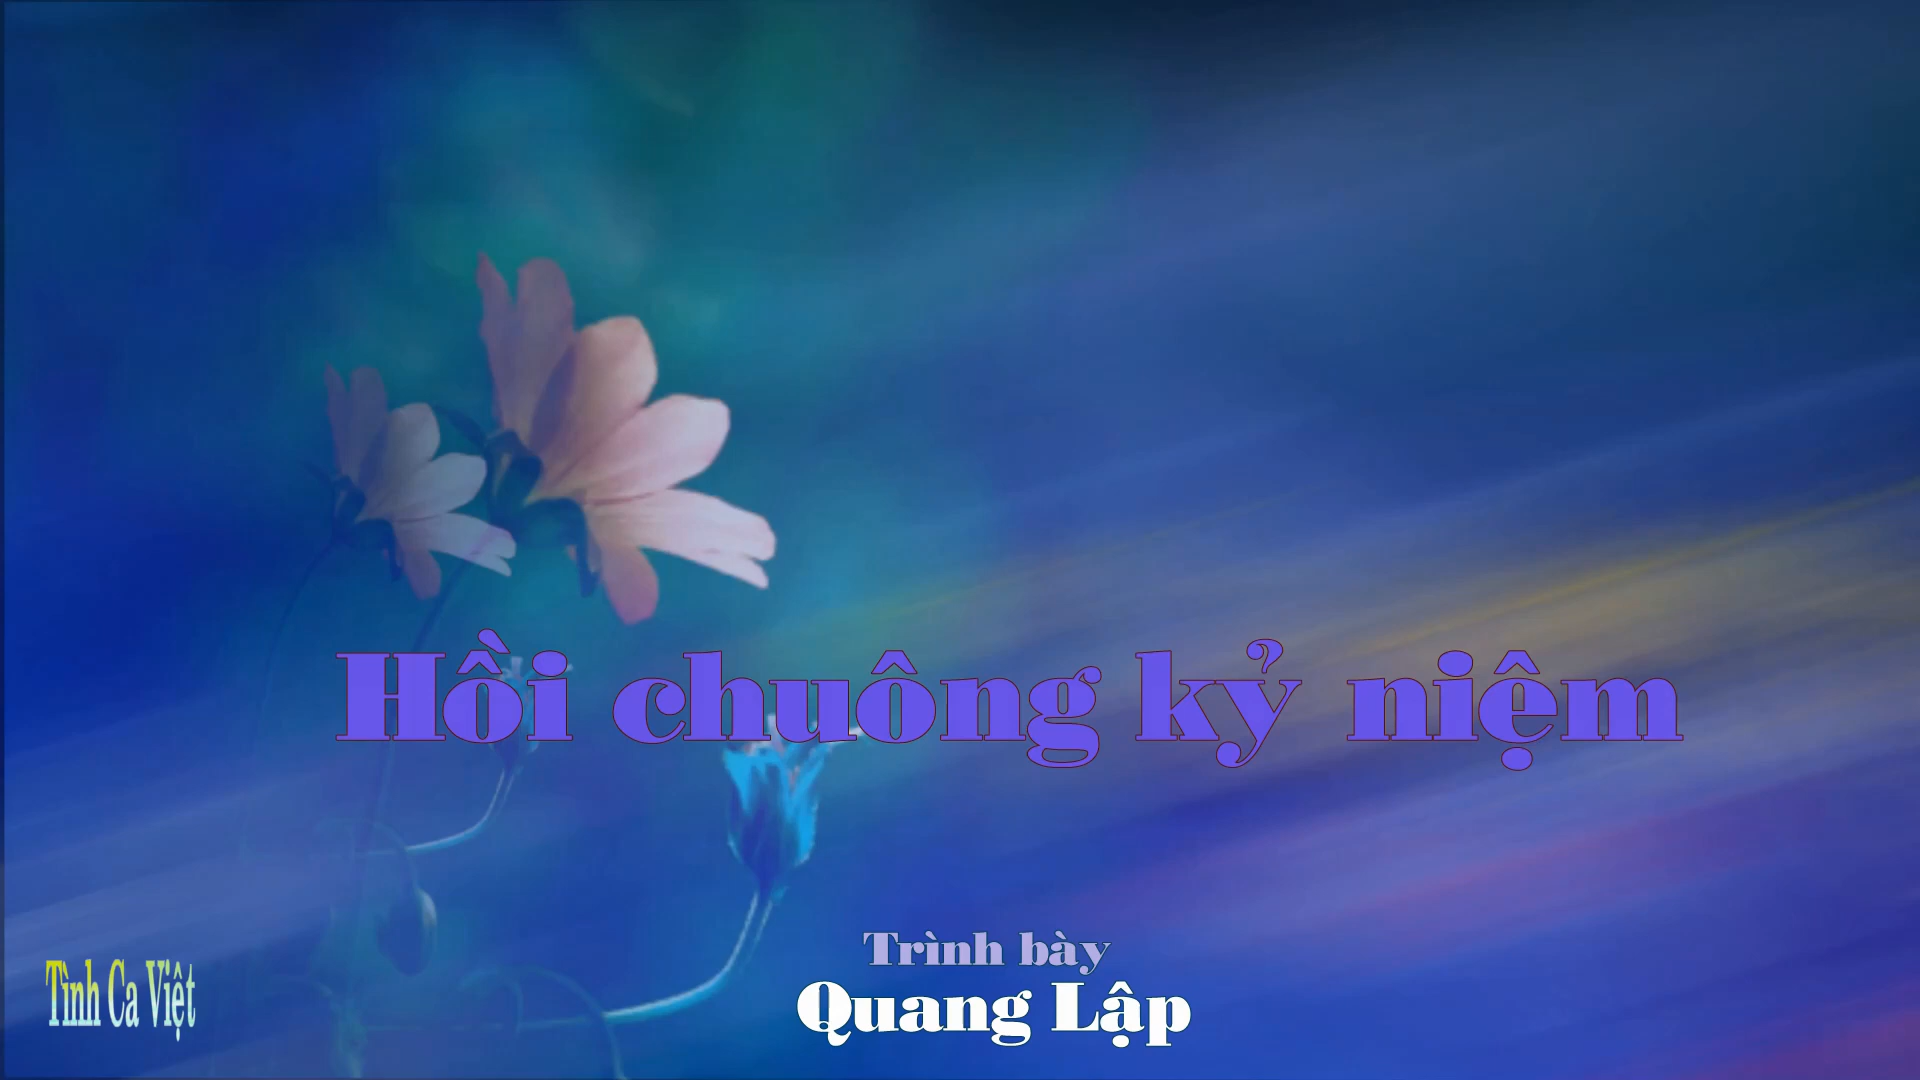 Hồi chuông kỷ niệm
Trình bày
Quang Lập
Tình Ca Việt